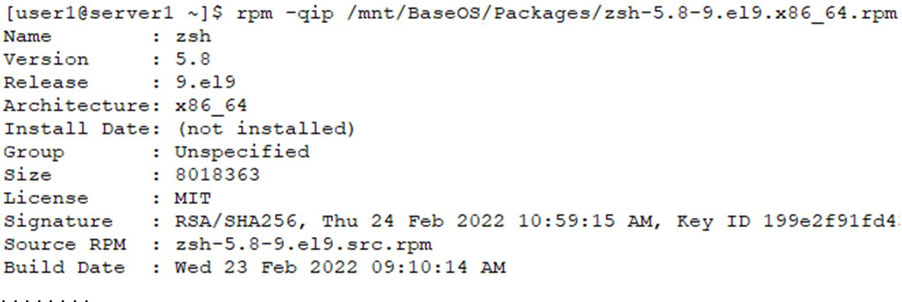 [user1@server1 ~]$ rpm -qip /mnt/BaseOS/Packages/zsh-5.8-9.el9.x86_64.rpm
Name        : zsh
Version     : 5.8
Release     : 9.el9
Architecture: x86_64
Install Date: (not installed)
Group       : Unspecified
Size        : 8018363
License     : MIT
Signature   : RSA/SHA256, Thu 24 Feb 2022 10:59:15 AM, Key ID 199e2f91fd4
Source RPM  : zsh-5.8-9.el9.src.rpm
Build Date  : Wed 23 Feb 2022 09:10:14 AM
........